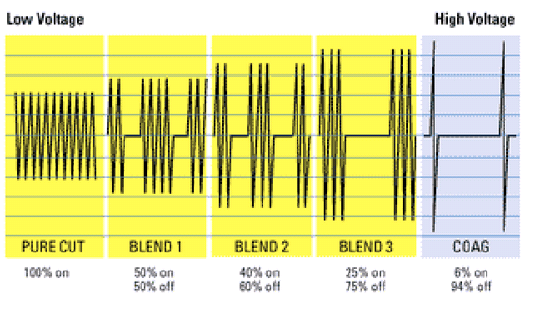 Low Voltage High Voltage
PURE CUT BLEND 1 BLEND 2 BLEND 3 COAG
100% on 50% on 40% on 25% on 6% on
50% off 60% off 75% off 94% off